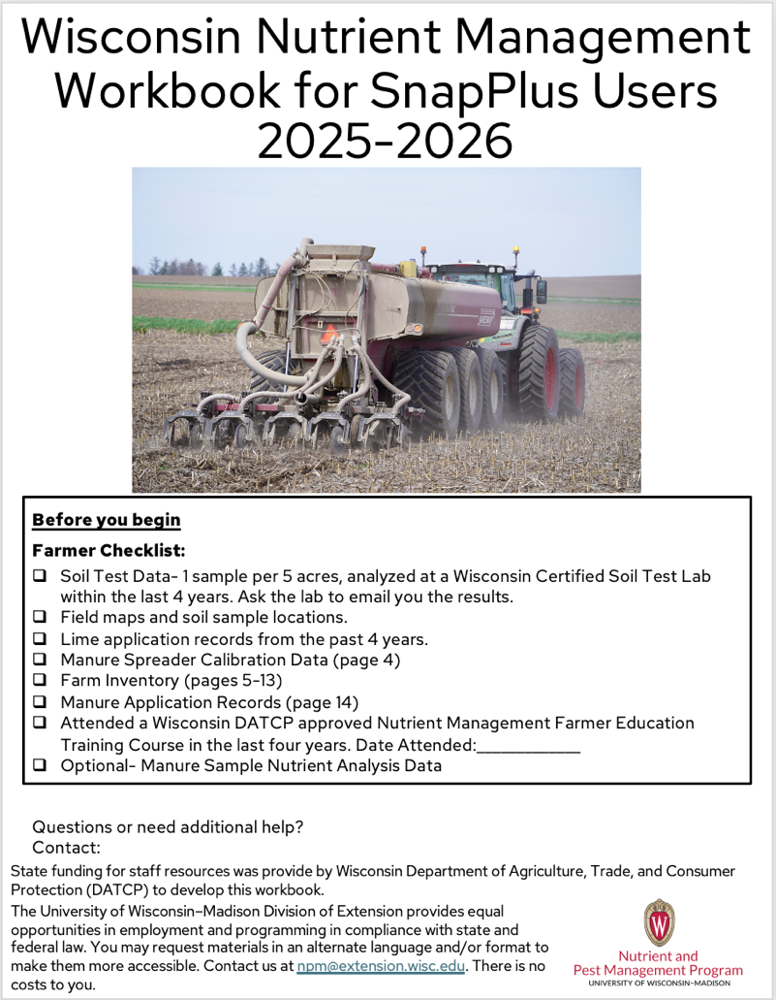 Wisconsin Nutrient Management
Workbook for SnapPlus Users
2025-2026
Before you begin
Farmer Checklist:
❑ Soil Test Data- 1 sample per 5 acres, analyzed at a Wisconsin Certified Soil Test Lab
within the last 4 years. Ask the lab to email you the results.
❑ Field maps and soil sample locations.
❑ Lime application records from the past 4 years.
❑ Manure Spreader Calibration Data (page 4)
❑ Farm Inventory (pages 5-13)
❑ Manure Application Records (page 14)
❑ Attended a Wisconsin DATCP approved Nutrient Management Farmer Education
Training Course in the last four years. Date Attended:_____________
❑ Optional- Manure Sample Nutrient Analysis Data
Questions or need additional help?
Contact:
State funding for staff resources was provide by Wisconsin Department of Agriculture, Trade, and Consumer
Protection (DATCP) to develop this workbook.
The University of Wisconsin–Madison Division of Extension provides equal
opportunities in employment and programming in compliance with state and
federal law. You may request materials in an alternate language and/or format to
make them more accessible. Contact us at npm@extension.wisc.edu. There is no
costs to you.
W
Nutrient and
Pest Management Program
UNIVERSITY OF WISCONSIN–MADISON